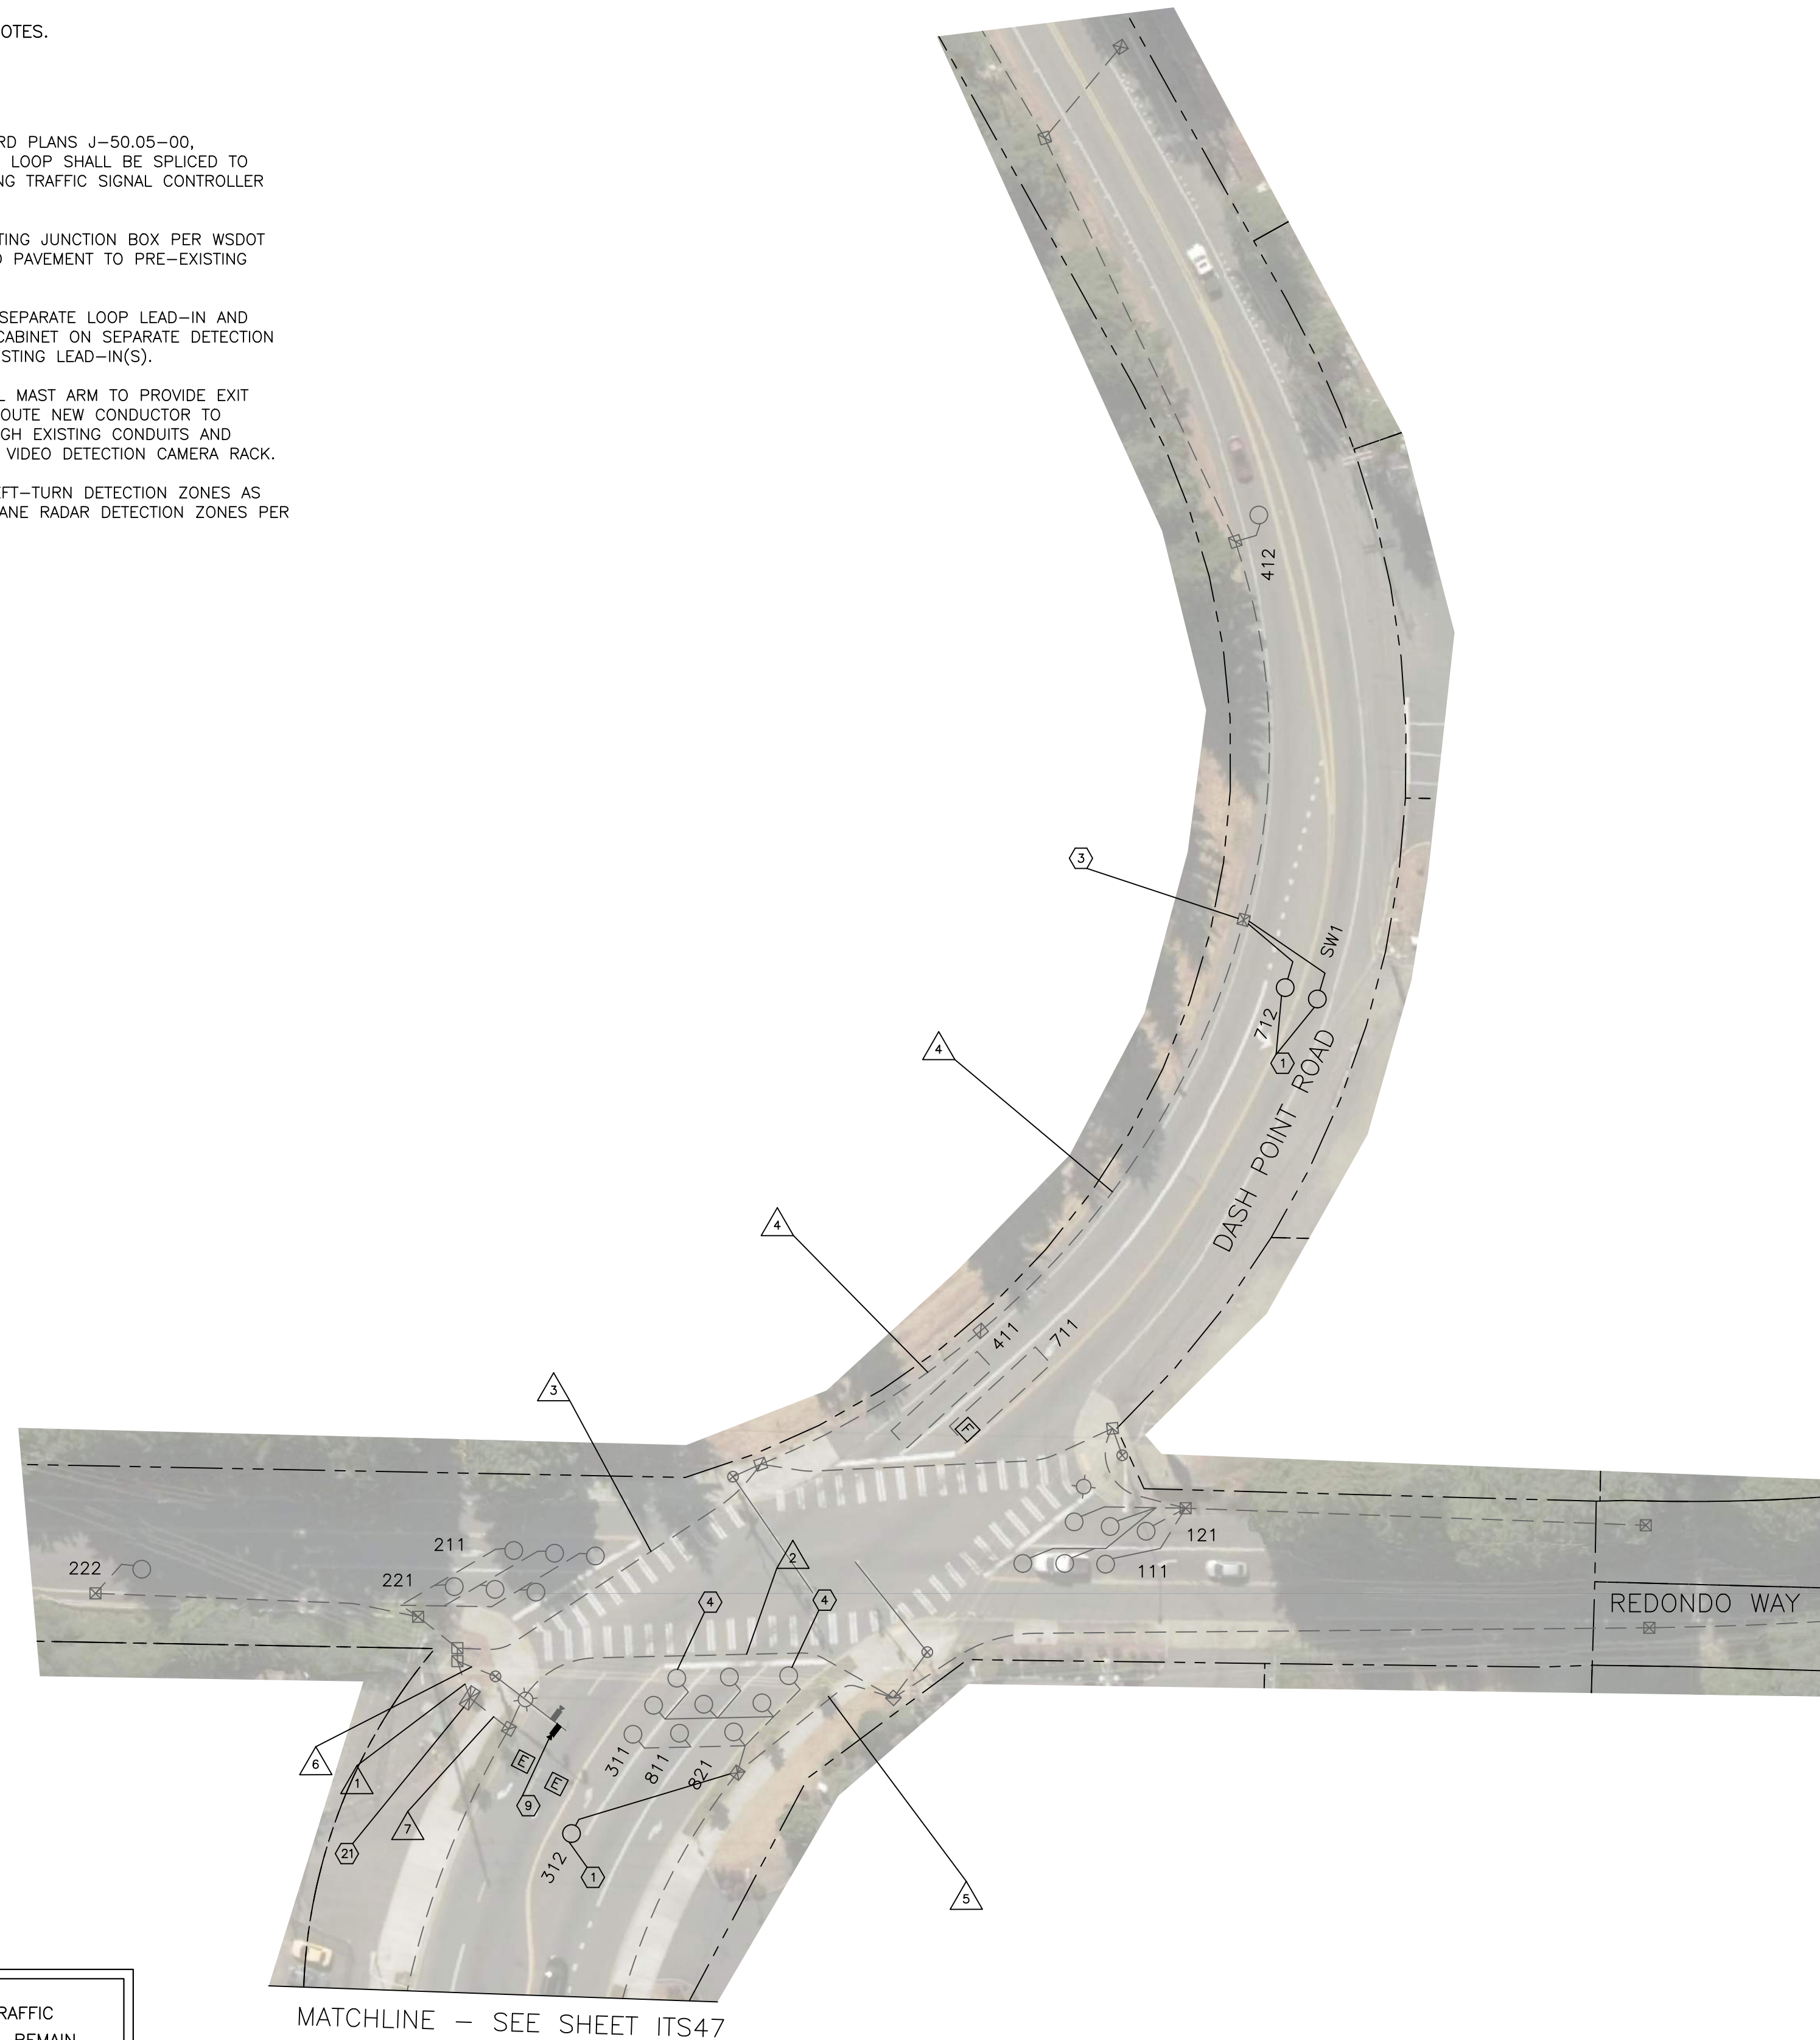 OTES.
RD PLANS J-50.05-00,
LOOP SHALL BE SPLICED TO
NG TRAFFIC SIGNAL CONTROLLER
TING JUNCTION BOX PER WSDOT
PAVEMENT TO PRE-EXISTING
SEPARATE LOOP LEAD-IN AND
CABINET ON SEPARATE DETECTION
STING LEAD-IN(S).
L MAST ARM TO PROVIDE EXIT
OUTE NEW CONDUCTOR TO
GH EXISTING CONDUITS AND
VIDEO DETECTION CAMERA RACK.
EFT-TURN DETECTION ZONES AS
ANE RADAR DETECTION ZONES PER
412
3
SW1
712
1
4
DASH POINT ROAD
4
411
711
3
F
211
222
221
2
121
111
4
4
REDONDO WAY
6
1
7
21
E
E
9
311
811
821
312
1
5
RAFFIC
REMAIN
MATCHLINE - SEE SHEET ITS47